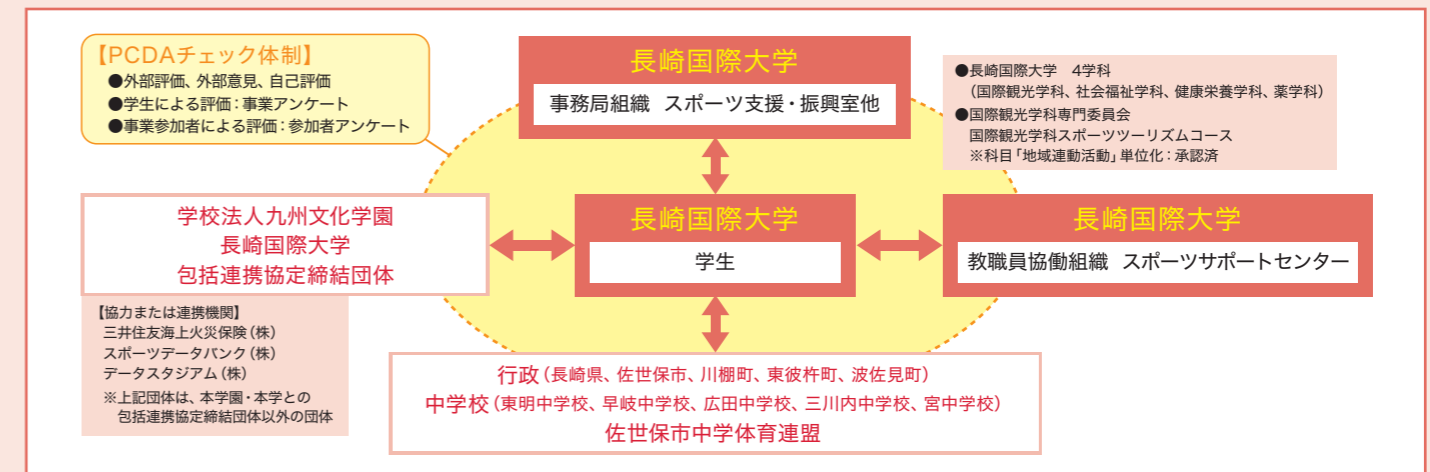 【PCDAチェック体制】
●外部評価、外部意見、自己評価
●学生による評価：事業アンケート
●事業参加者による評価：参加者アンケート
長崎国際大学
事務局組織 スポーツ支援・振興室他
●長崎国際大学 4学科
（国際観光学科、社会福祉学科、健康栄養学科、薬学科）
●国際観光学科専門委員会
国際観光学科スポーツツーリズムコース
※科目「地域連動活動」単位化：承認済
学校法人九州文化学園
長崎国際大学
包括連携協定締結団体
長崎国際大学
学生
長崎国際大学
教職員協働組織 スポーツサポートセンター
【協力または連携機関】
三井住友海上火災保険（株）
スポーツデータバンク（株）
データスタジアム（株）
※上記団体は、本学園・本学との
包括連携協定締結団体以外の団体
行政（長崎県、佐世保市、川棚町、東彼杵町、波佐見町）
中学校（東明中学校、早岐中学校、広田中学校、三川内中学校、宮中学校）
佐世保市中学体育連盟